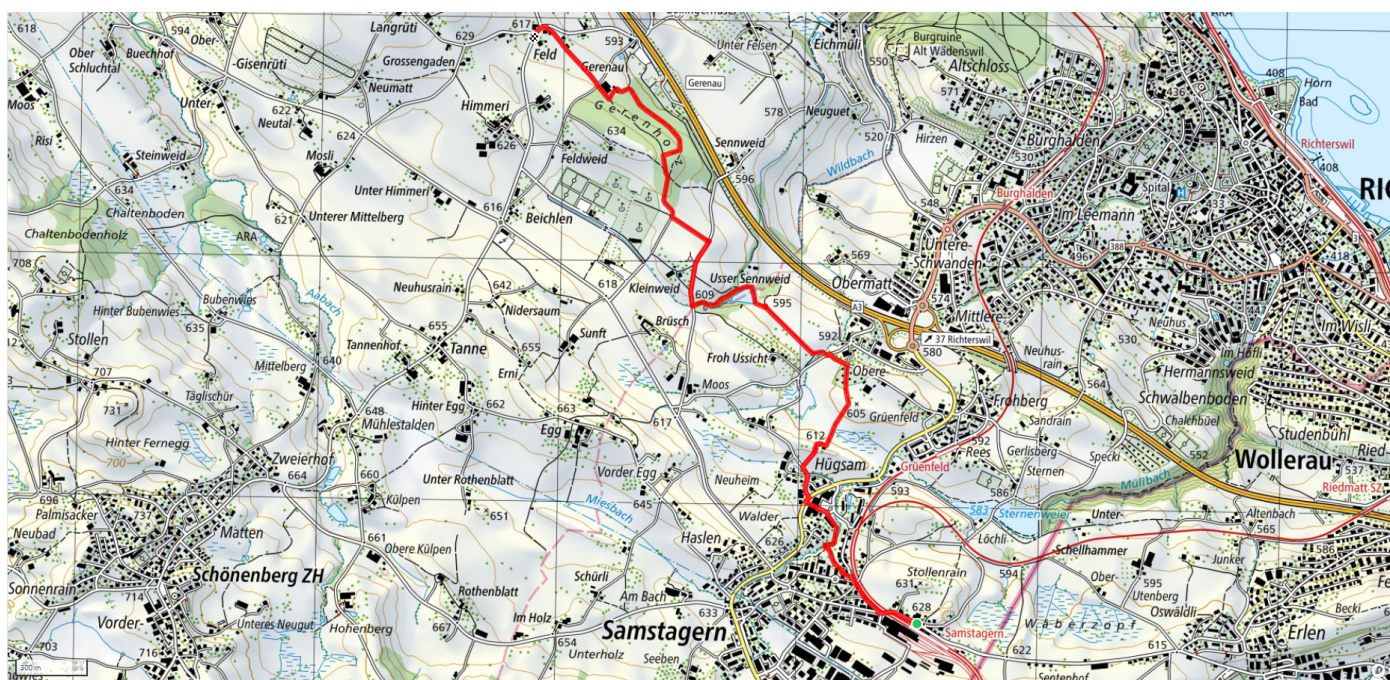 618
594
Ober-
Langrüti
617
629
593
Unter Felsen
Eichmüli
Burgruine
Alt Wädenswil
Altschloss
ARA
Ober
Schluchtal
Buechhof
-Gisenrüti
Grossengaden
Feld
Gerenau
Gerenau
550
571
436
408
Hörn
Bad
Moos
Unter-
622
Neumatt
Himmeri
Gerenholz
578
Neuguet
Risi
Neutal
624
626
634
520
Hirzen
Burghalden
530
Richterswil
Steinweid
Mosli
Feldweid
Sennweid
Wildbach
408
634
Unter Himmeri
596
Burghalden
Spital
433
Chaltenboden
621
Unterer Mittelberg
616
Beichlen
548
Im Leemann
Chaltenbodenholz
ARA
Untere-
-Schwanden
388
496
418
708
569
Obermatt
Usser Sennweid
Kleinweid
Neuhusrain
642
618
609
595
574
Bubenwies
Aabach
Hinter Bubenwies
635
Nidersaum
A3
Mittlere-
Neuhus
Im Wisli
Stollen
655
Brüsch
592
37 Richterswil
530
Tannenhof
Tanne
Sunft
580
Im Höfli
Mittelberg
640
655
Froh Ussicht
Neuhus-
rain
Hermannsweid
707
Erni
Moos
Obere-
564
Schwalbenboden
Täglischür
731
648
Hinter Egg
662
663
605
Grüenfeld
Frohberg
Chalchbüel
Mühlestalden
617
Sandrain
Studenbühl
Hinter Fernegg
Egg
612
592
Gerlisberg
552
700
Zweierhof
Hügsam
Rees
Specki
Wollerau
Ried
664
660
Vorder Egg
Grüenfeld
Sternen
537
696
Unter Rothenblatt
Neuheim
586
Mülibach
Riedmatt SZ
Külpen
645
593
Palmisacker
737
651
Miesbach
Walder
583
Sternenweier
Unter-
Altenbach
Neubad
Matten
661
Haslen
626
Löchli
565
Obere Külpen
-Schellhammer
586
Schönenberg ZH
Schürli
Stollenrain
Junker
Sonnenrain
Rothenblatt
631
594
Ober-
595
714
Am Bach
633
628
Utenberg
Vorder-
Unteres Neugut
Im Holz
Samstagern
Samstagern
Oswäldli
Becki
Hohenberg
667
Wäberzopf
Erlen
703
654
Unterholz
622
615
716
Seeben
Sentenhof
300 m